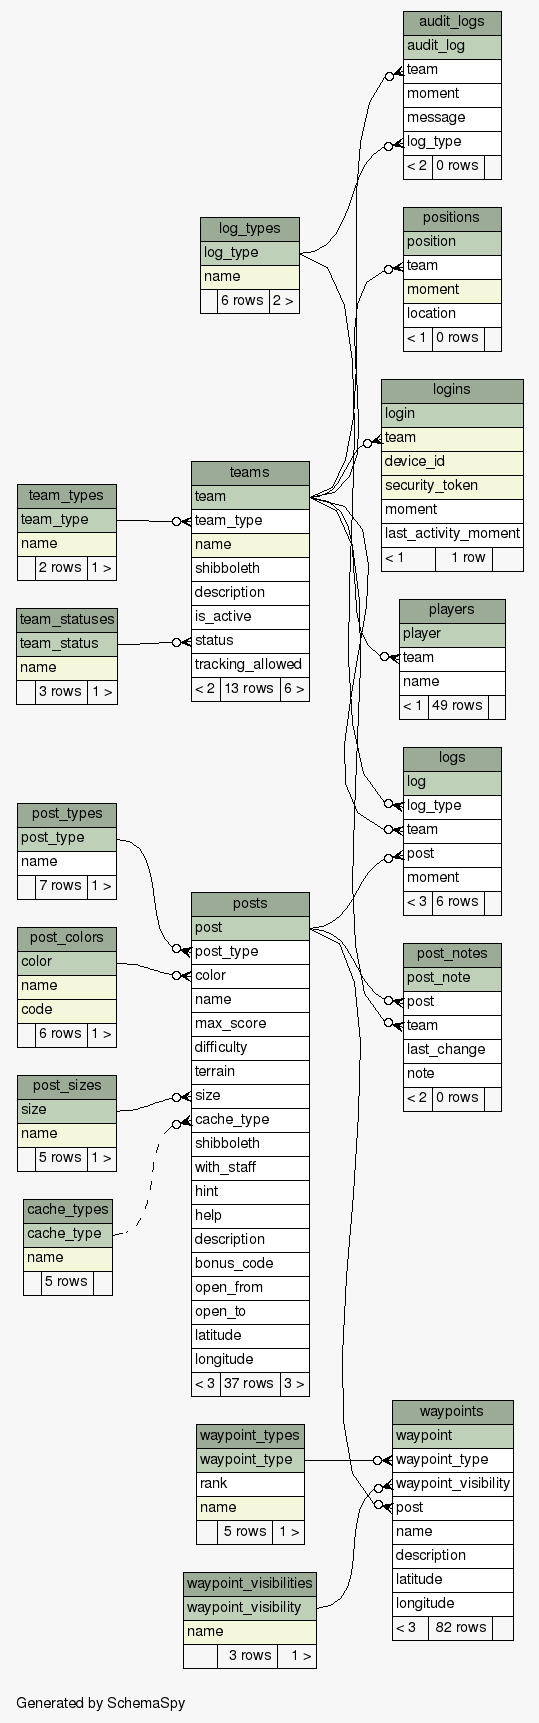 audit_logs
audit_log
team
moment
message
log_type
< 2 0 rows
positions
position
team
moment
location
< 1 0 rows
log_types
log_type
name
6 rows 2 >
logins
login
team
device_id
security_token
moment
last_activity_moment
< 1 1 row
teams
team
team_type
name
shibboleth
description
is_active
status
tracking_allowed
< 2 13 rows 6 >
team_types
team_type
name
2 rows 1 >
team_statuses
team_status
name
3 rows 1 >
players
player
team
name
< 1 49 rows
logs
log
log_type
team
post
moment
< 3 6 rows
post_types
post_type
name
7 rows 1 >
posts
post
post_type
color
name
max_score
difficulty
terrain
size
cache_type
shibboleth
with_staff
hint
help
description
bonus_code
open_from
open_to
latitude
longitude
< 3 37 rows 3 >
post_colors
color
name
code
6 rows 1 >
post_notes
post_note
post
team
last_change
note
< 2 0 rows
post_sizes
size
name
5 rows 1 >
cache_types
cache_type
name
5 rows
waypoints
waypoint
waypoint_type
waypoint_visibility
post
name
description
latitude
longitude
< 3 82 rows
waypoint_types
waypoint_type
rank
name
5 rows 1 >
waypoint_visibilities
waypoint_visibility
name
3 rows 1 >
Generated by SchemaSpy